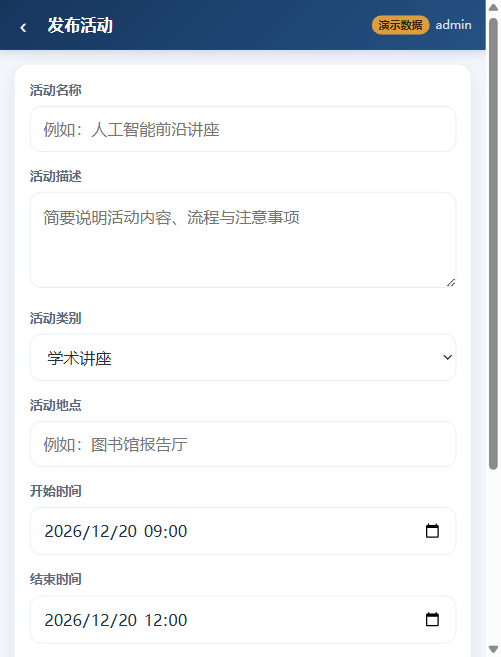 ‹ 发布活动 演示数据 admin
活动名称
例如：人工智能前沿讲座
活动描述
简要说明活动内容、流程与注意事项
活动类别
学术讲座
活动地点
例如：图书馆报告厅
开始时间
2026/12/20 09:00
结束时间
2026/12/20 12:00